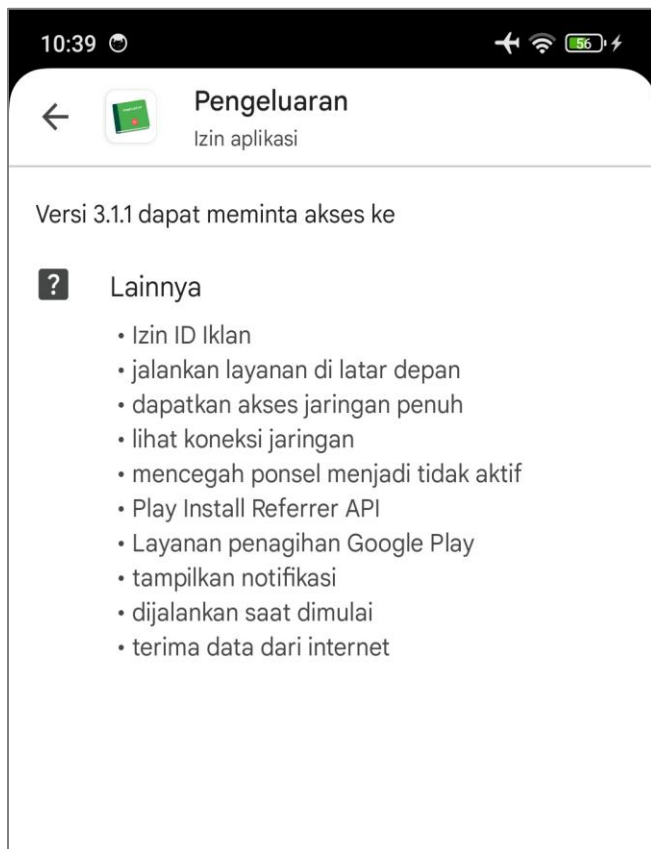 10:39
56
Pengeluaran
Izin aplikasi
Versi 3.1.1 dapat meminta akses ke
?
Lainnya
• Izin ID Iklan
• jalankan layanan di latar depan
• dapatkan akses jaringan penuh
• lihat koneksi jaringan
• mencegah ponsel menjadi tidak aktif
• Play Install Referrer API
• Layanan penagihan Google Play
• tampilkan notifikasi
• dijalankan saat dimulai
• terima data dari internet